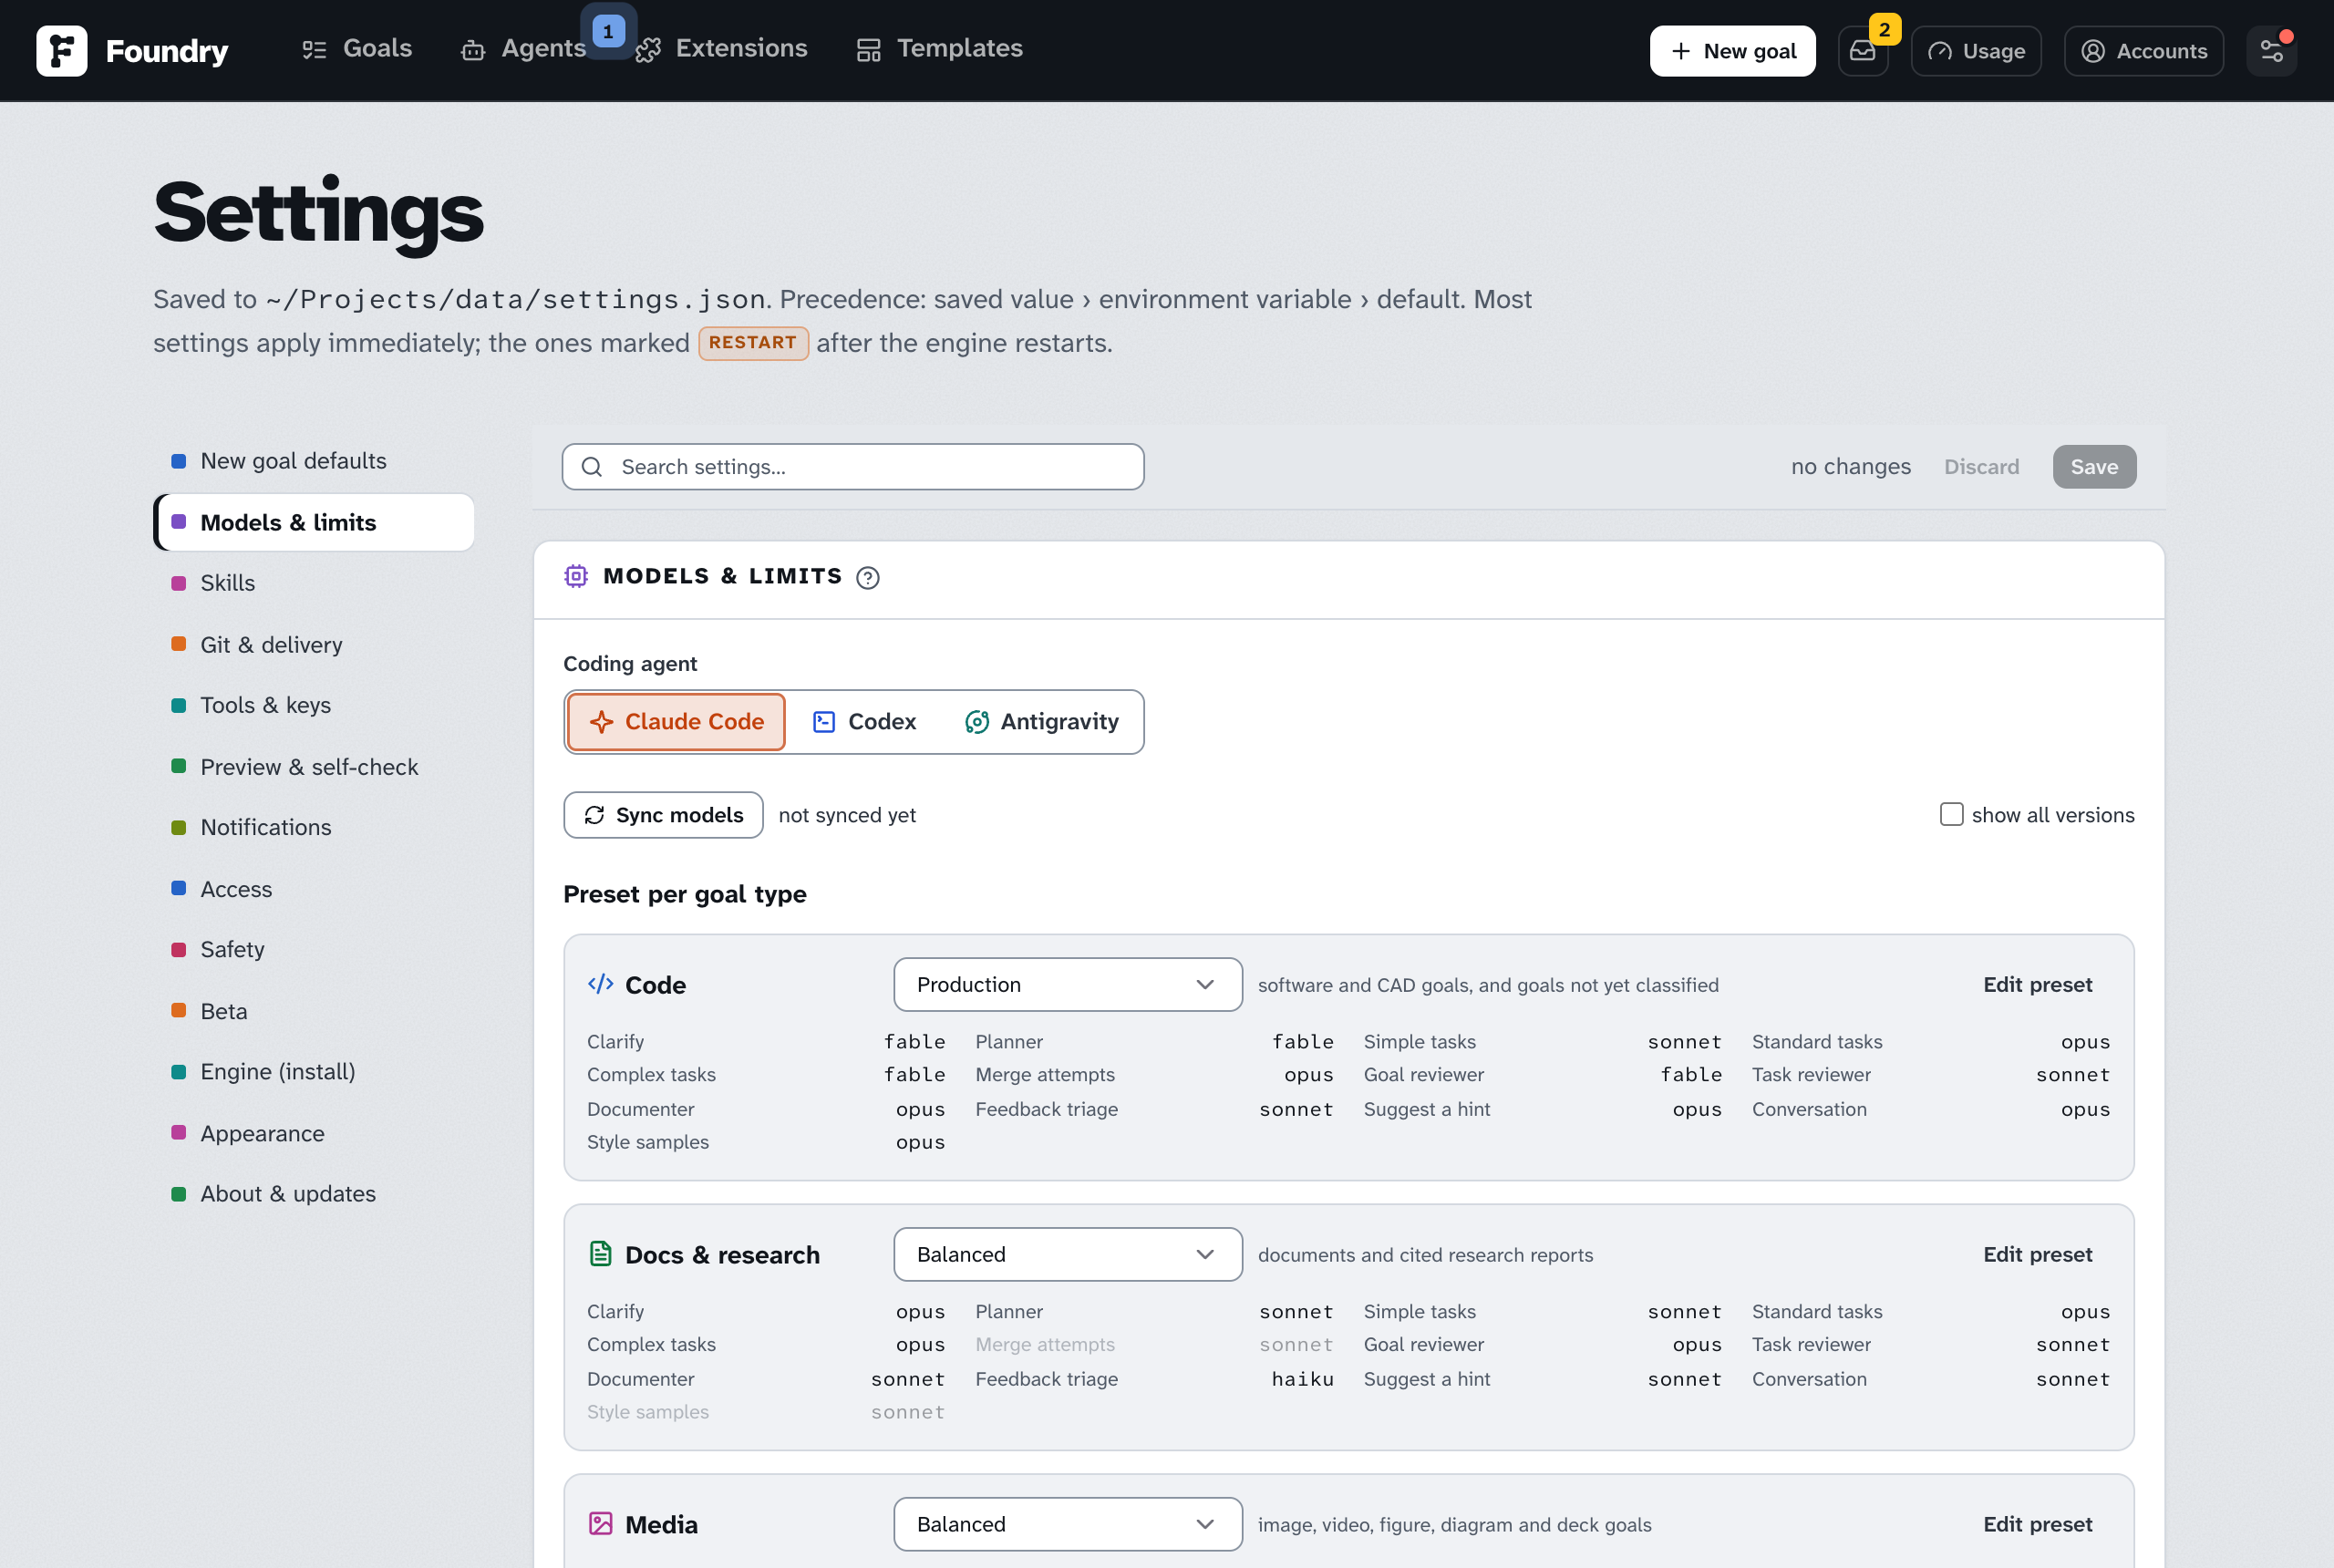 Foundry
Goals
Agents
1
Extensions
Templates
New goal
2
Usage
Accounts
Settings
Saved to ~/Projects/data/settings.json. Precedence: saved value › environment variable › default. Most
settings apply immediately; the ones marked RESTART after the engine restarts.
New goal defaults
Models & limits
Skills
Git & delivery
Tools & keys
Preview & self-check
Notifications
Access
Safety
Beta
Engine (install)
Appearance
About & updates
Search settings...
no changes
Discard
Save
MODELS & LIMITS
Coding agent
Claude Code
Codex
Antigravity
Sync models
not synced yet
show all versions
Preset per goal type
Code
Production
software and CAD goals, and goals not yet classified
Edit preset
Clarify fable Planner fable Simple tasks sonnet Standard tasks opus
Complex tasks fable Merge attempts opus Goal reviewer fable Task reviewer sonnet
Documenter opus Feedback triage sonnet Suggest a hint opus Conversation opus
Style samples opus
Docs & research
Balanced
documents and cited research reports
Edit preset
Clarify opus Planner sonnet Simple tasks sonnet Standard tasks opus
Complex tasks opus Merge attempts sonnet Goal reviewer opus Task reviewer sonnet
Documenter sonnet Feedback triage haiku Suggest a hint sonnet Conversation sonnet
Style samples sonnet
Media
Balanced
image, video, figure, diagram and deck goals
Edit preset